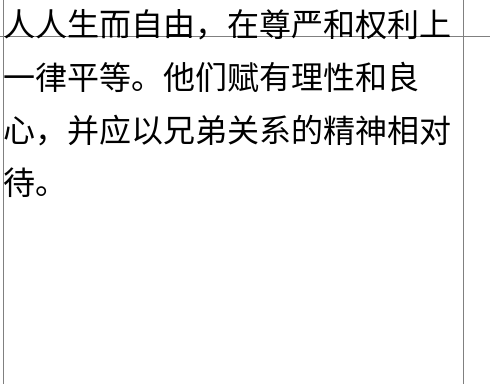 人人生而自由，在尊严和权利上
一律平等。他们赋有理性和良
心，并应以兄弟关系的精神相对
待。